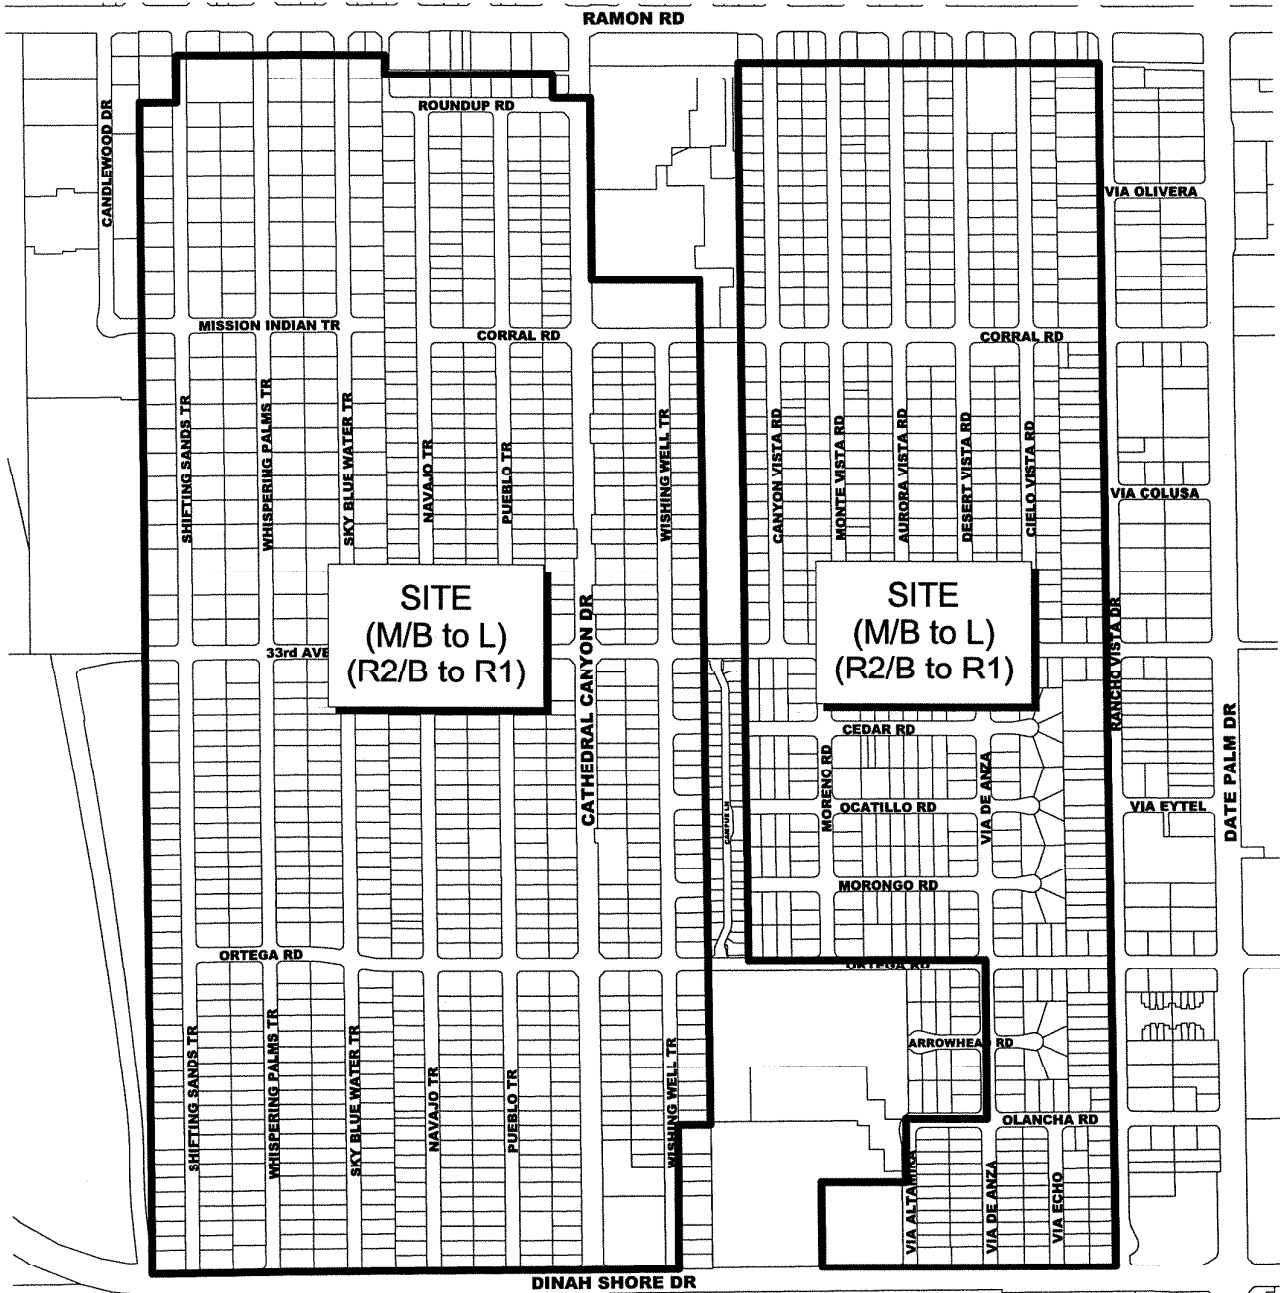 RAMON RD
ROUNDUP RD
CANDLEWOOD DR
VIA OLIVERA
MISSION INDIAN TR
CORRAL RD
CORRAL RD
SHIFTING SANDS TR
WHISPERING PALMS TR
SKY BLUE WATER TR
NAVAJO TR
PUEBLO TR
WISHING WELL TR
CANYON VISTA RD
MONTE VISTA RD
AURORA VISTA RD
DESERT VISTA RD
CIELO VISTA RD
VIA COLUSA
SITE
(M/B to L)
(R2/B to R1)
SITE
(M/B to L)
(R2/B to R1)
33rd AVE
CATHEDRAL CANYON DR
RANCHO VISTA DR
DATE PALM DR
CEDAR RD
MORENO RD
VIA DE ANZA
OCATILLO RD
VIA EYTEL
CAMPUS LN
MORONGO RD
ORTEGA RD
ORTEGA RD
SHIFTING SANDS TR
WHISPERING PALMS TR
SKY BLUE WATER TR
NAVAJO TR
PUEBLO TR
WISHING WELL TR
ARROWHEAD RD
OLANCHA RD
VIA ALTAMIRA
VIA DE ANZA
VIA ECHO
DINAH SHORE DR